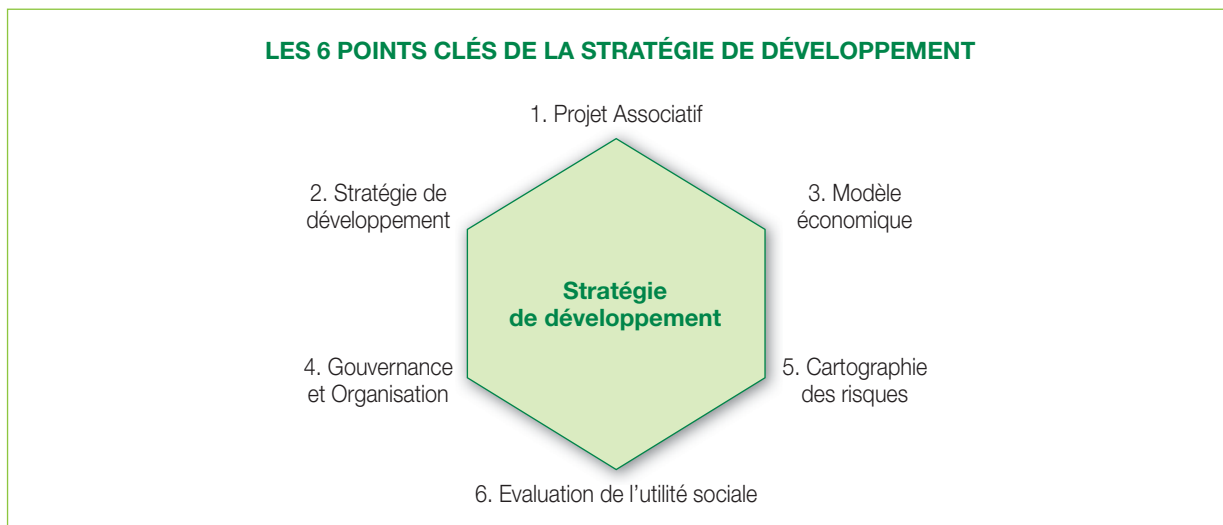 LES 6 POINTS CLÉS DE LA STRATÉGIE DE DÉVELOPPEMENT
1. Projet Associatif
2. Stratégie de
développement
3. Modèle
économique
Stratégie
de développement
4. Gouvernance
et Organisation
5. Cartographie
des risques
6. Evaluation de l'utilité sociale